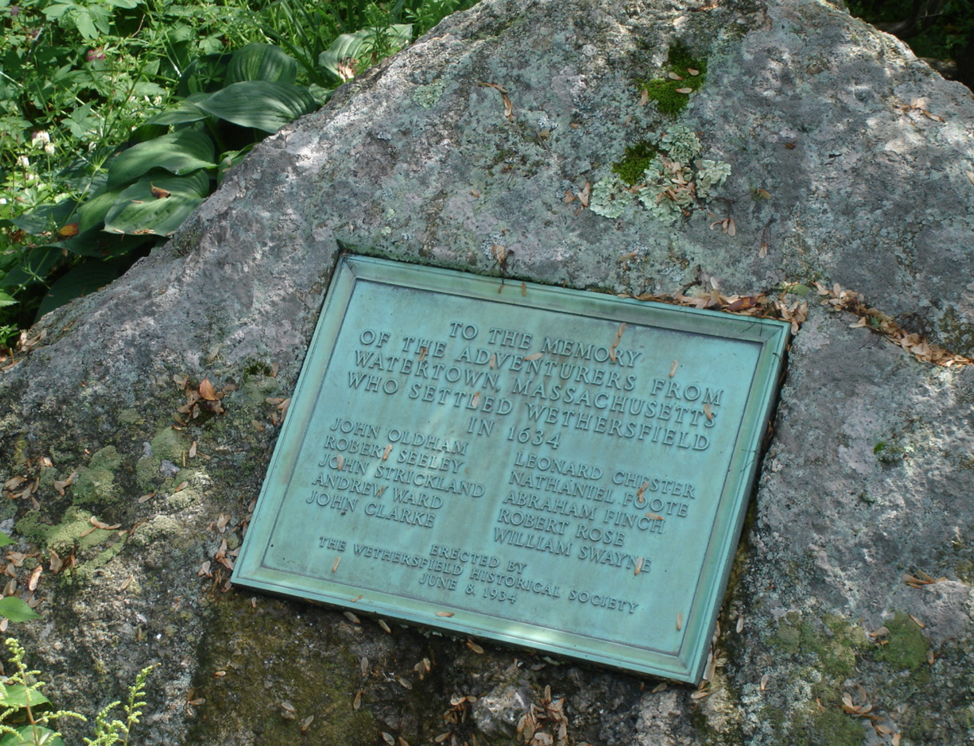 TO THE MEMORY
OF THE ADVENTURERS FROM
WATERTOWN, MASSACHUSETTS
WHO SETTLED WETHERSFIELD
IN 1634
JOHN OLDHAM
ROBERT SEELEY
JOHN STRICKLAND
ANDREW WARD
JOHN CLARKE
LEONARD CHESTER
NATHANIEL FOOTE
ABRAHAM FINCH
ROBERT ROSE
WILLIAM SWAYNE
ERECTED BY
THE WETHERSFIELD HISTORICAL SOCIETY
JUNE 8, 1934